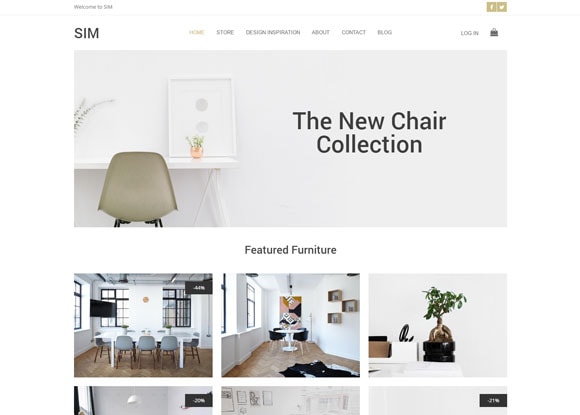 Welcome to SIM
SIM
HOME STORE DESIGN INSPIRATION ABOUT CONTACT BLOG LOG IN
The New Chair
Collection
Featured Furniture
-44%
-20%
-21%